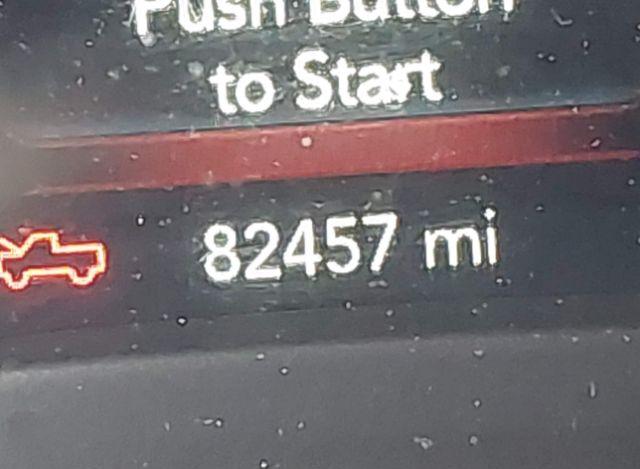 Push Button
to Start
82457 mi